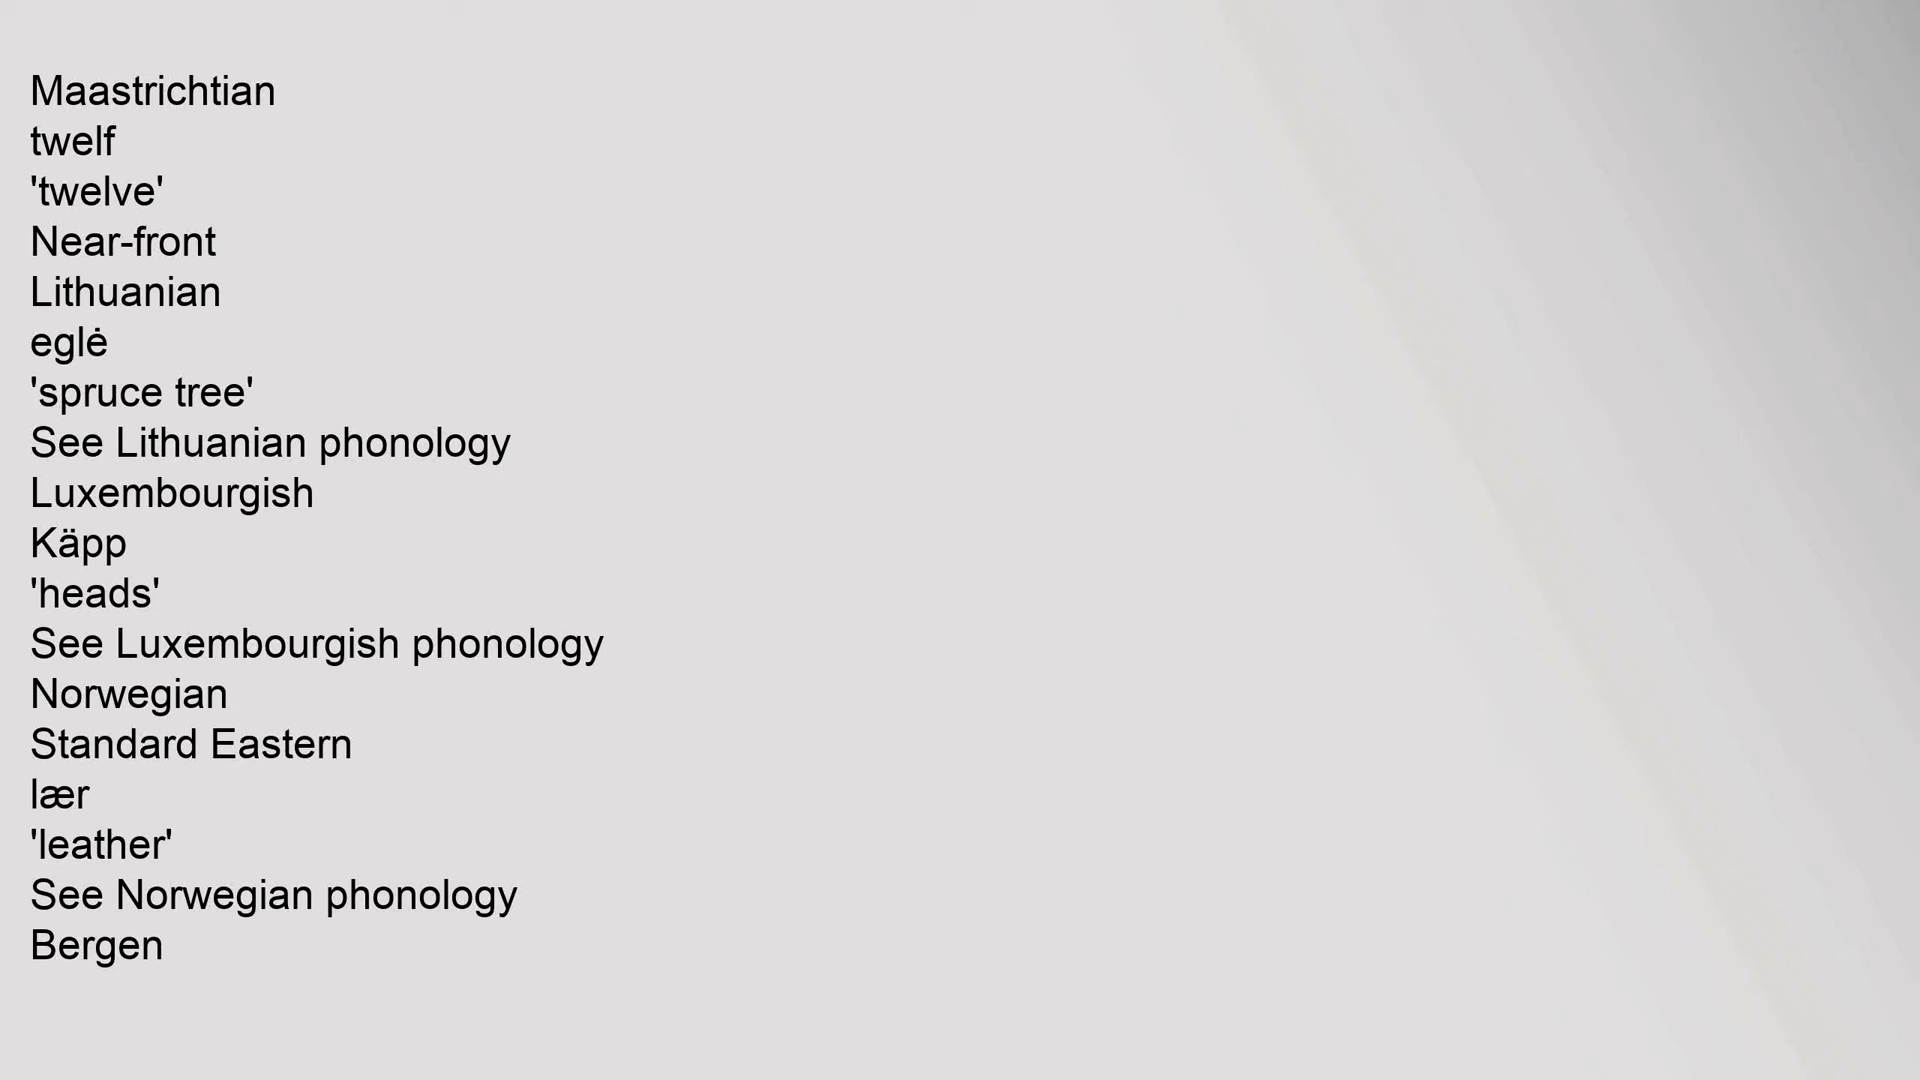 Maastrichtian
twelf
'twelve'
Near-front
Lithuanian
eglė
'spruce tree'
See Lithuanian phonology
Luxembourgish
Käpp
'heads'
See Luxembourgish phonology
Norwegian
Standard Eastern
lær
'leather'
See Norwegian phonology
Bergen